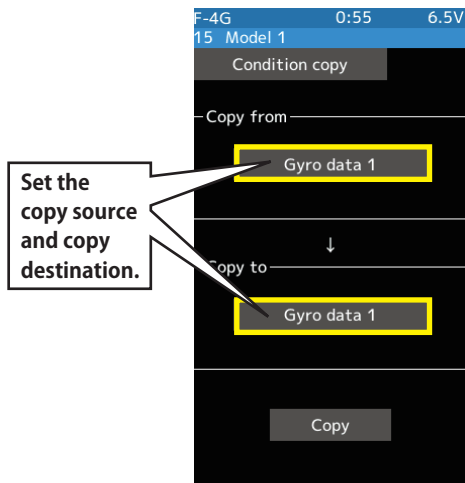 F-4G 0:55 6.5V
15 Model 1
Condition copy
Copy from
Gyro data 1
Set the
copy source
and copy
destination.
↓
Copy to
Gyro data 1
Copy